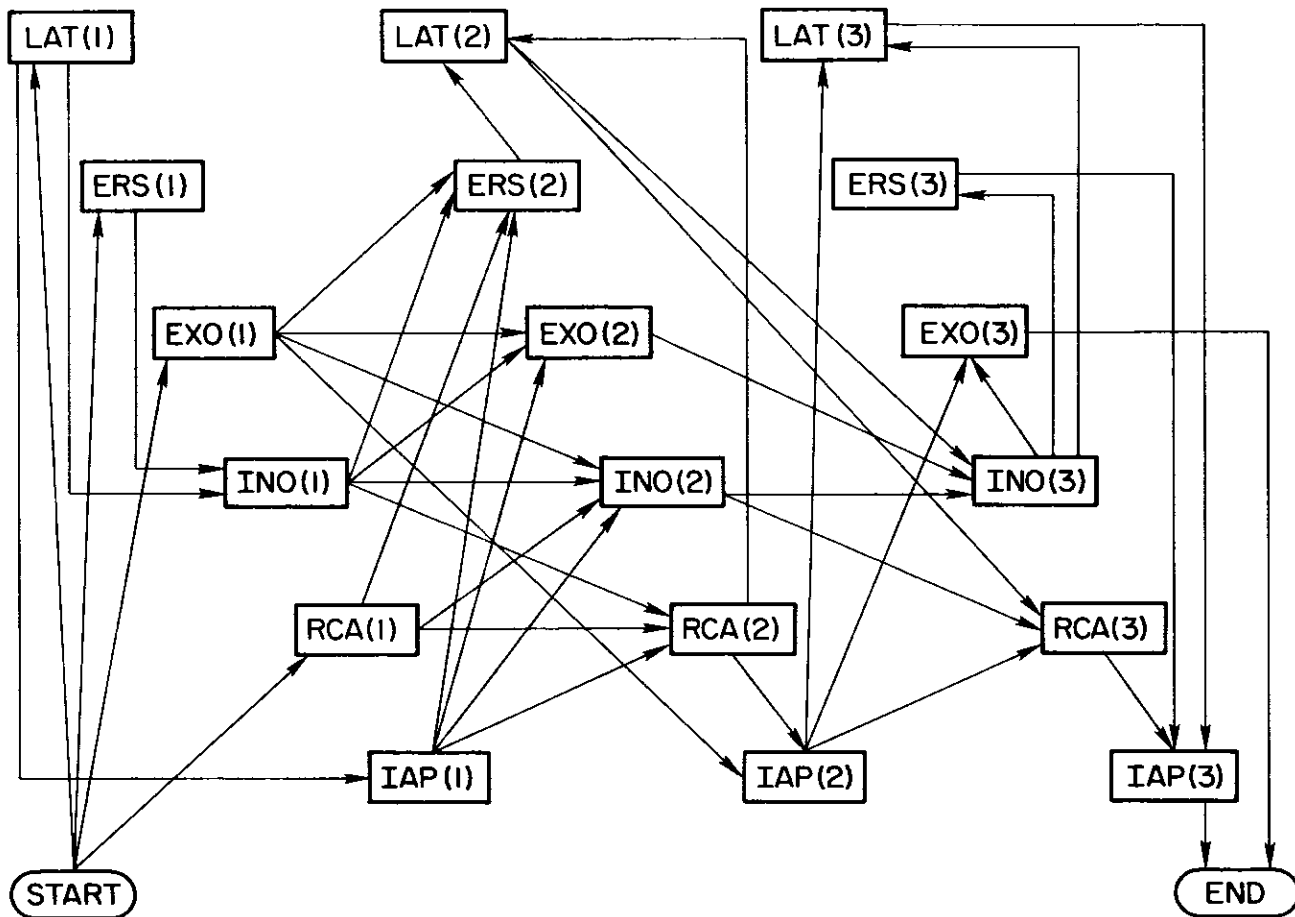 LAT(1) LAT(2) LAT(3)
ERS(1) ERS(2) ERS(3)
EXO(1) EXO(2) EXO(3)
INO(1) INO(2) INO(3)
RCA(1) RCA(2) RCA(3)
IAP(1) IAP(2) IAP(3)
START END